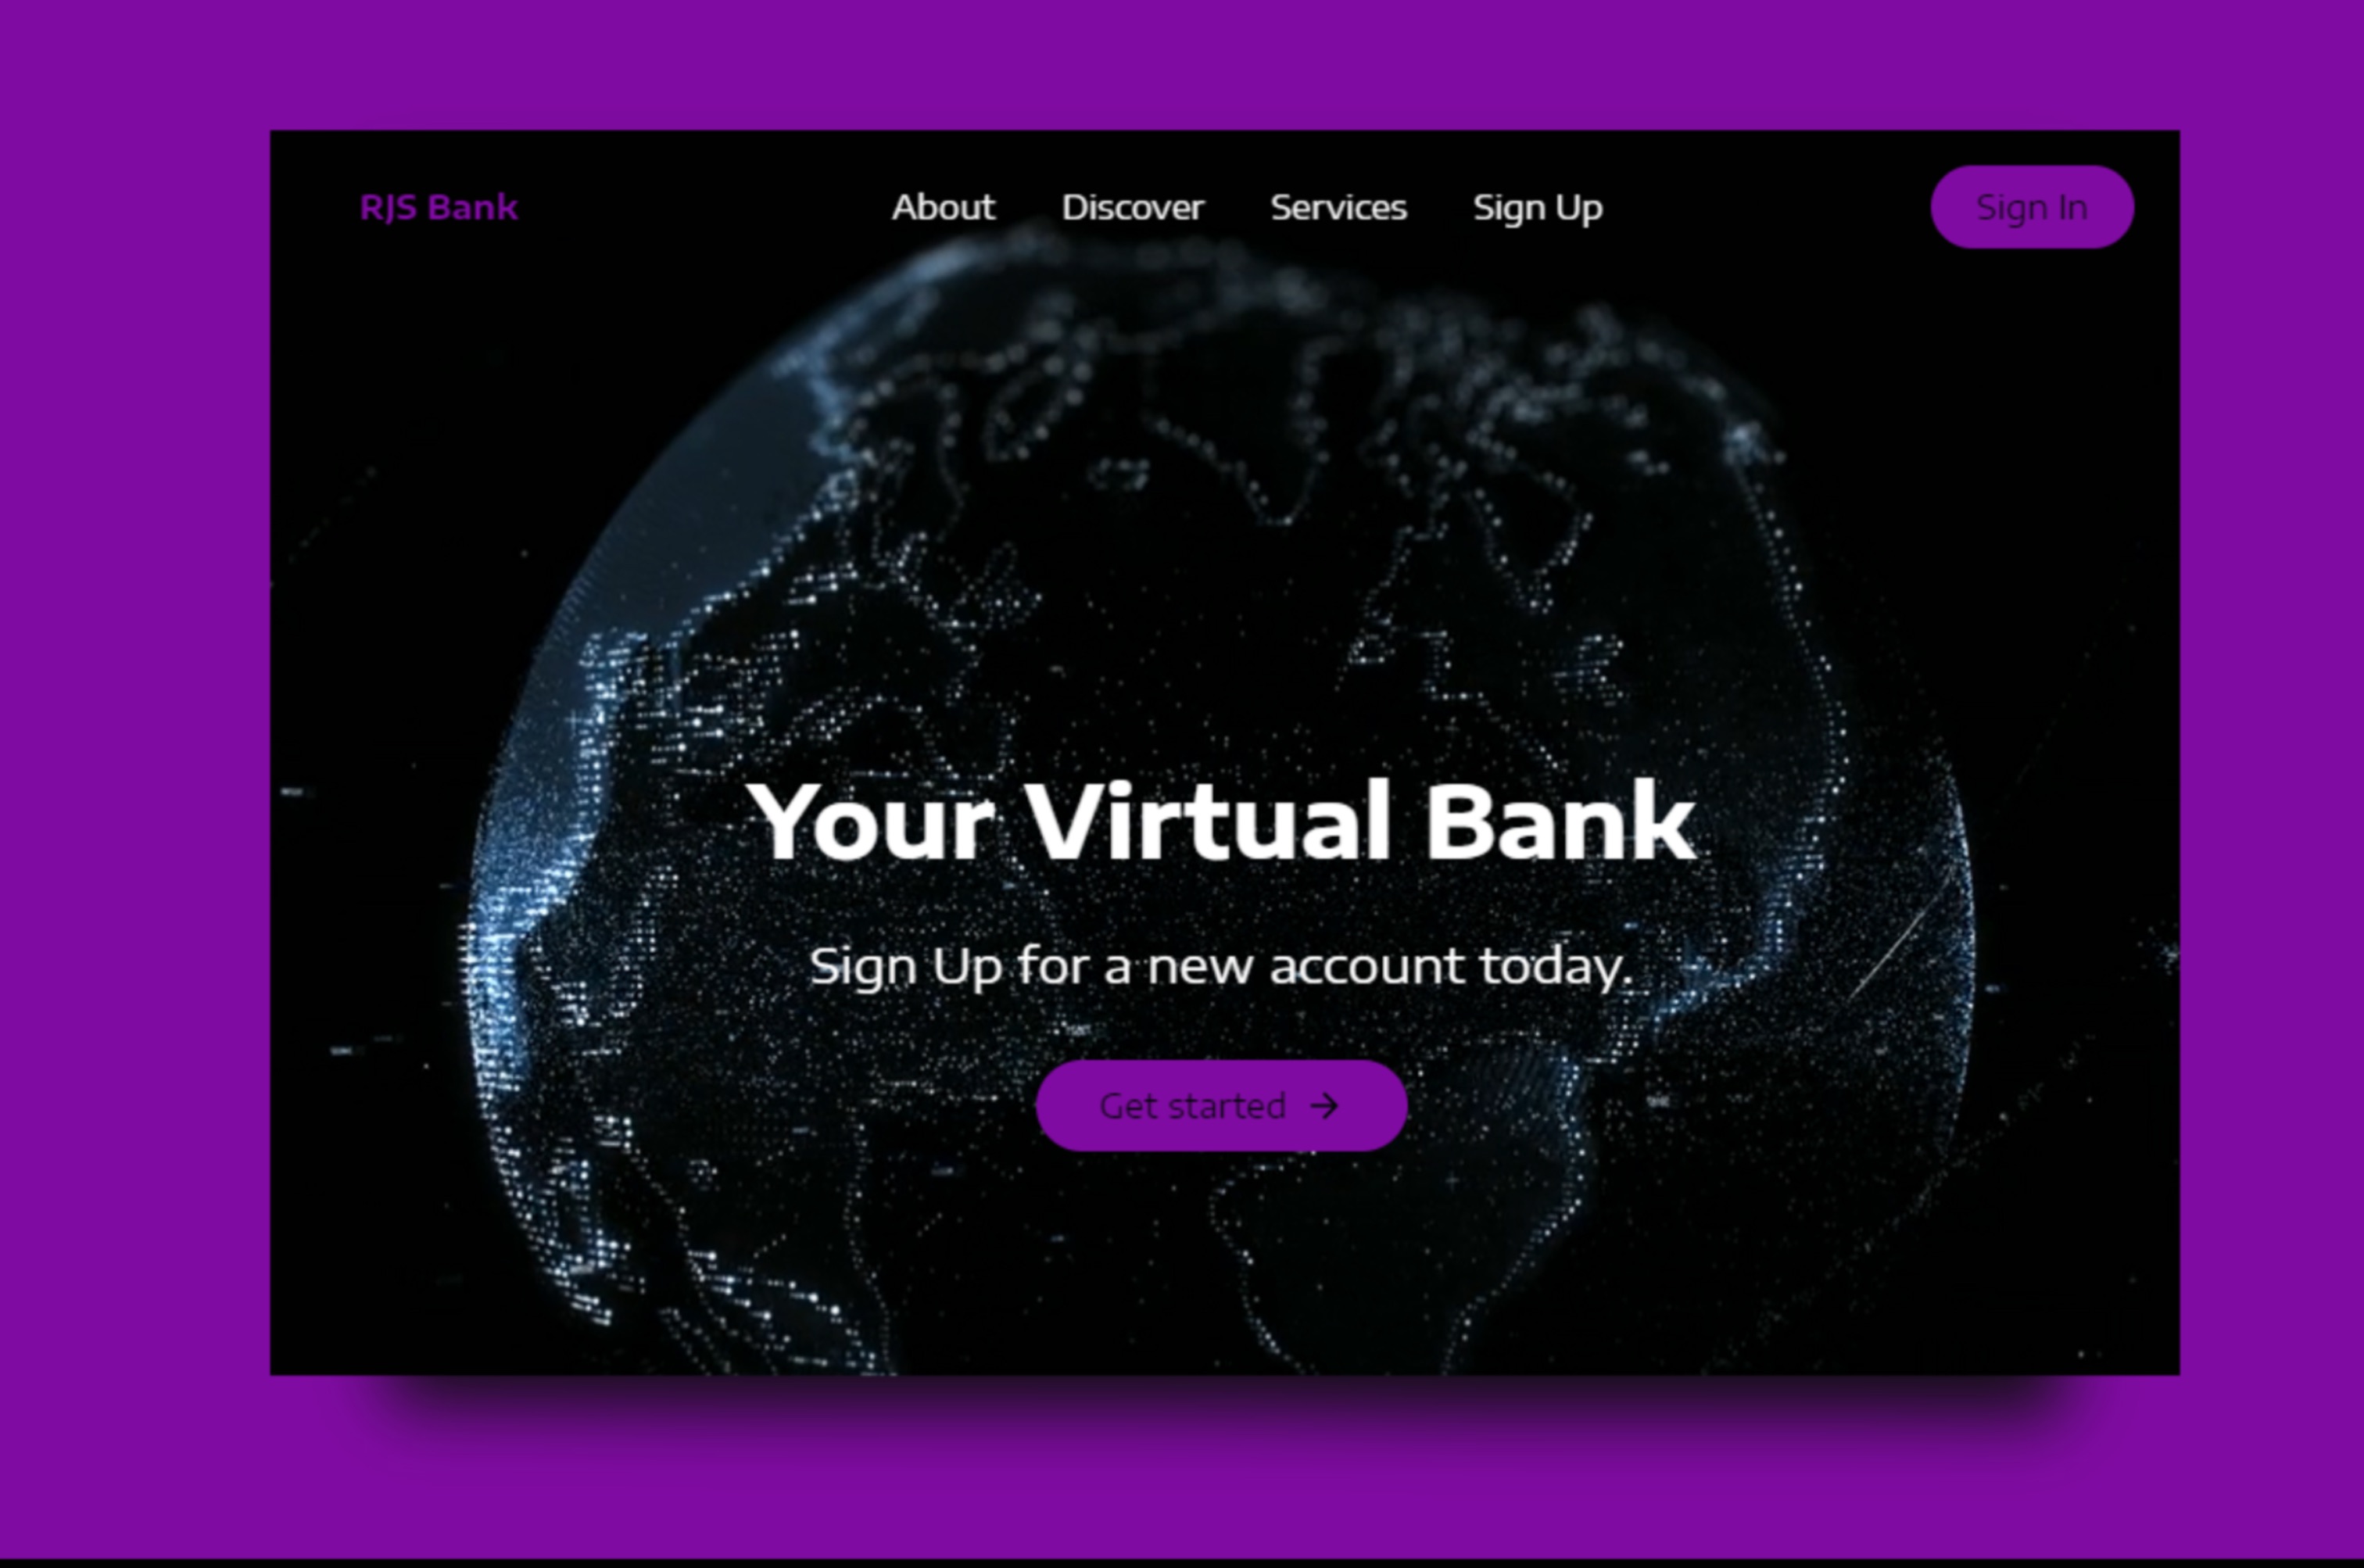 RJS Bank
About Discover Services Sign Up
Sign In
Your Virtual Bank
Sign Up for a new account today.
Get started →